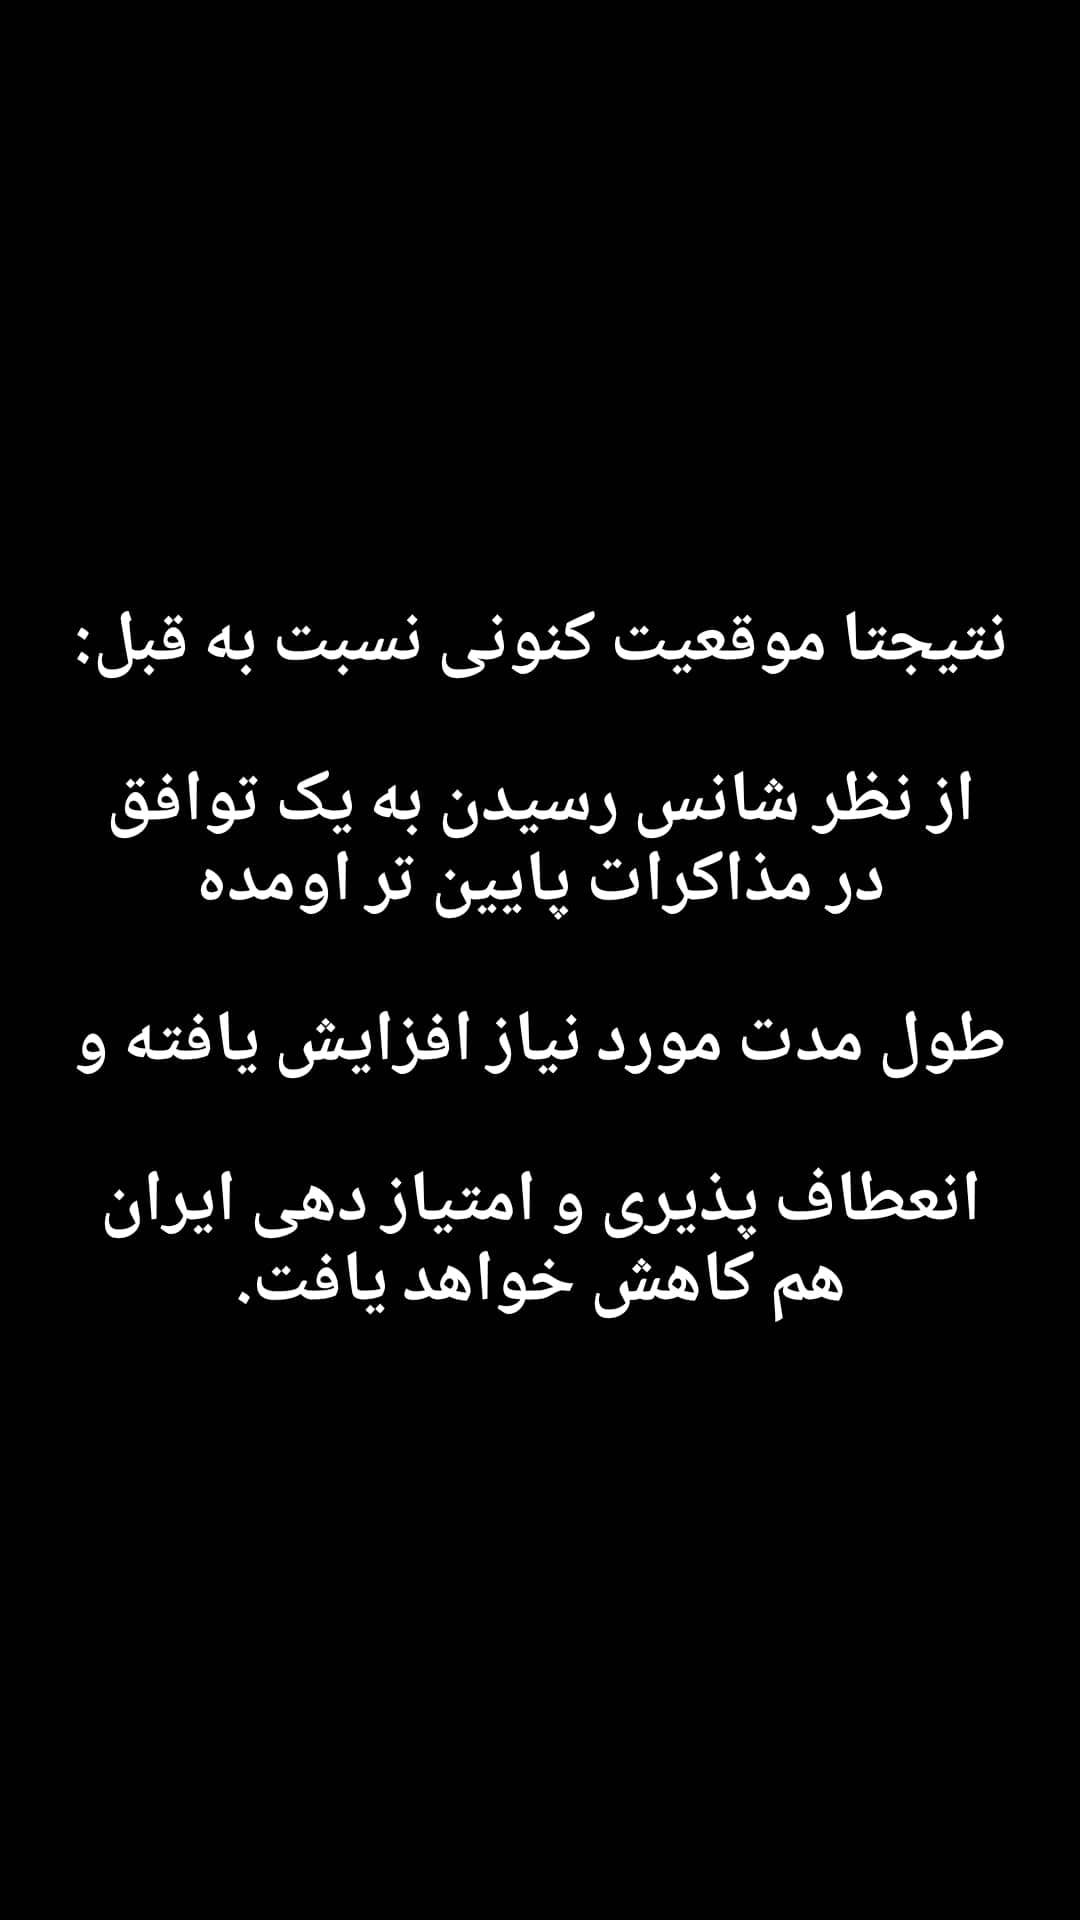 نتیجتا موقعیت کنونی نسبت به قبل:
از نظر شانس رسیدن به یک توافق
در مذاکرات پایین تر اومده
طول مدت مورد نیاز افزایش یافته و
انعطاف پذیری و امتیاز دهی ایران
هم کاهش خواهد یافت.